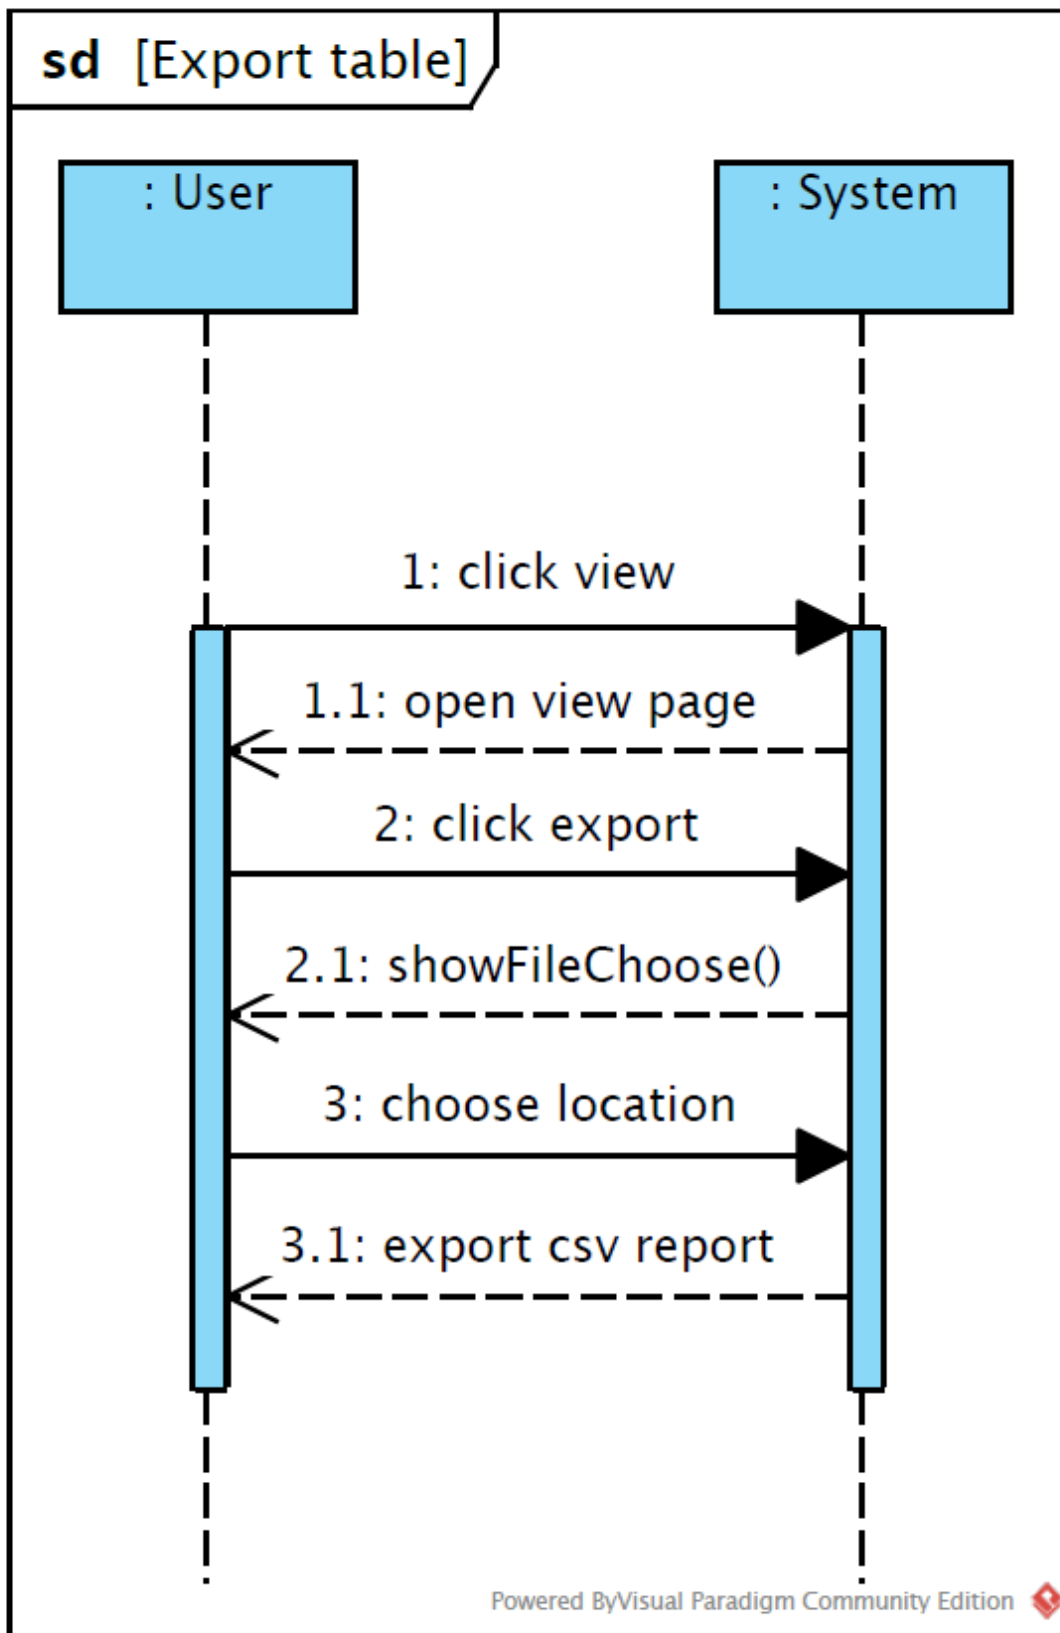 sd [Export table]
: User
: System
1: click view
1.1: open view page
2: click export
2.1: showFileChoose()
3: choose location
3.1: export csv report
Powered ByVisual Paradigm Community Edition